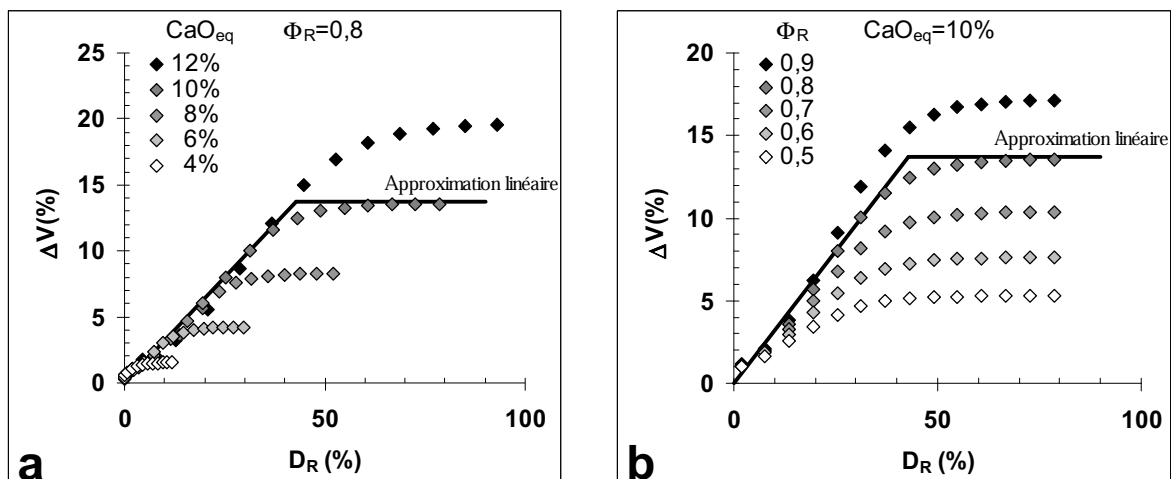 CaOeq ΦR=0,8
12%
10%
8%
6%
4%
25
20
15
10
5
0
ΔV(%)
Approximation linéaire
0 50 100
DR (%)
a
ΦR CaOeq=10%
0,9
0,8
0,7
0,6
0,5
20
15
10
5
0
ΔV(%)
Approximation linéaire
0 50 100
DR (%)
b